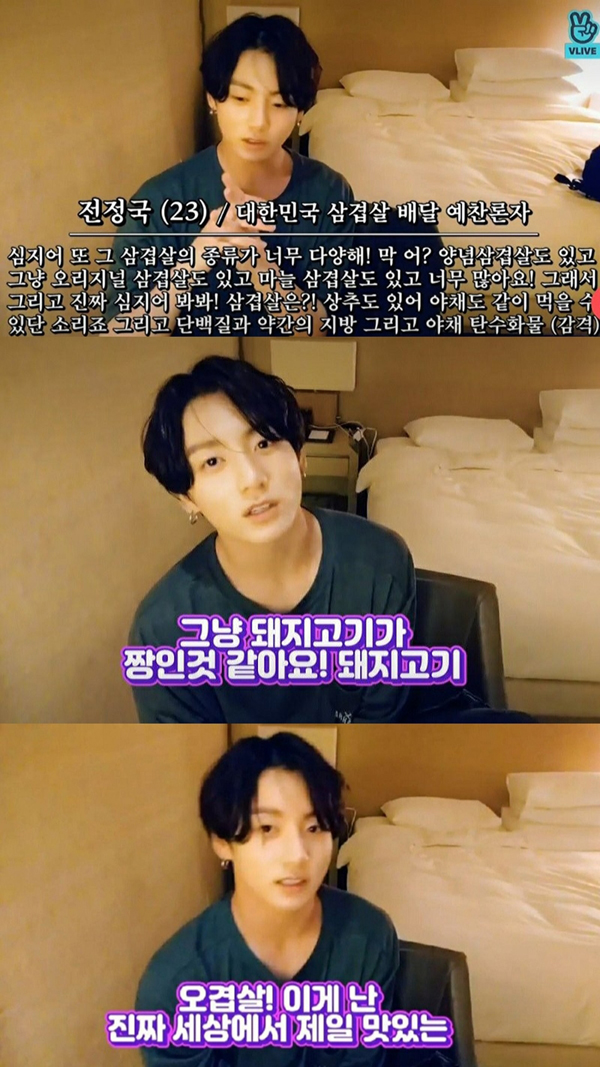 VLIVE
전정국 (23) / 대한민국 삼겹살 배달 예찬론자
심지어 또 그 삼겹살의 종류가 너무 다양해! 막 어? 양념삼겹살도 있고
그냥 오리지널 삼겹살도 있고 마늘 삼겹살도 있고 너무 많아요! 그래서
그리고 진짜 심지어 봐봐! 삼겹살은?! 상추도 있어 야채도 같이 먹을 수
있단 소리죠 그리고 단백질과 약간의 지방 그리고 야채 탄수화물 (감격)
그냥 돼지고기가
짱인것 같아요! 돼지고기
오겹살! 이게 난
진짜 세상에서 제일 맛있는